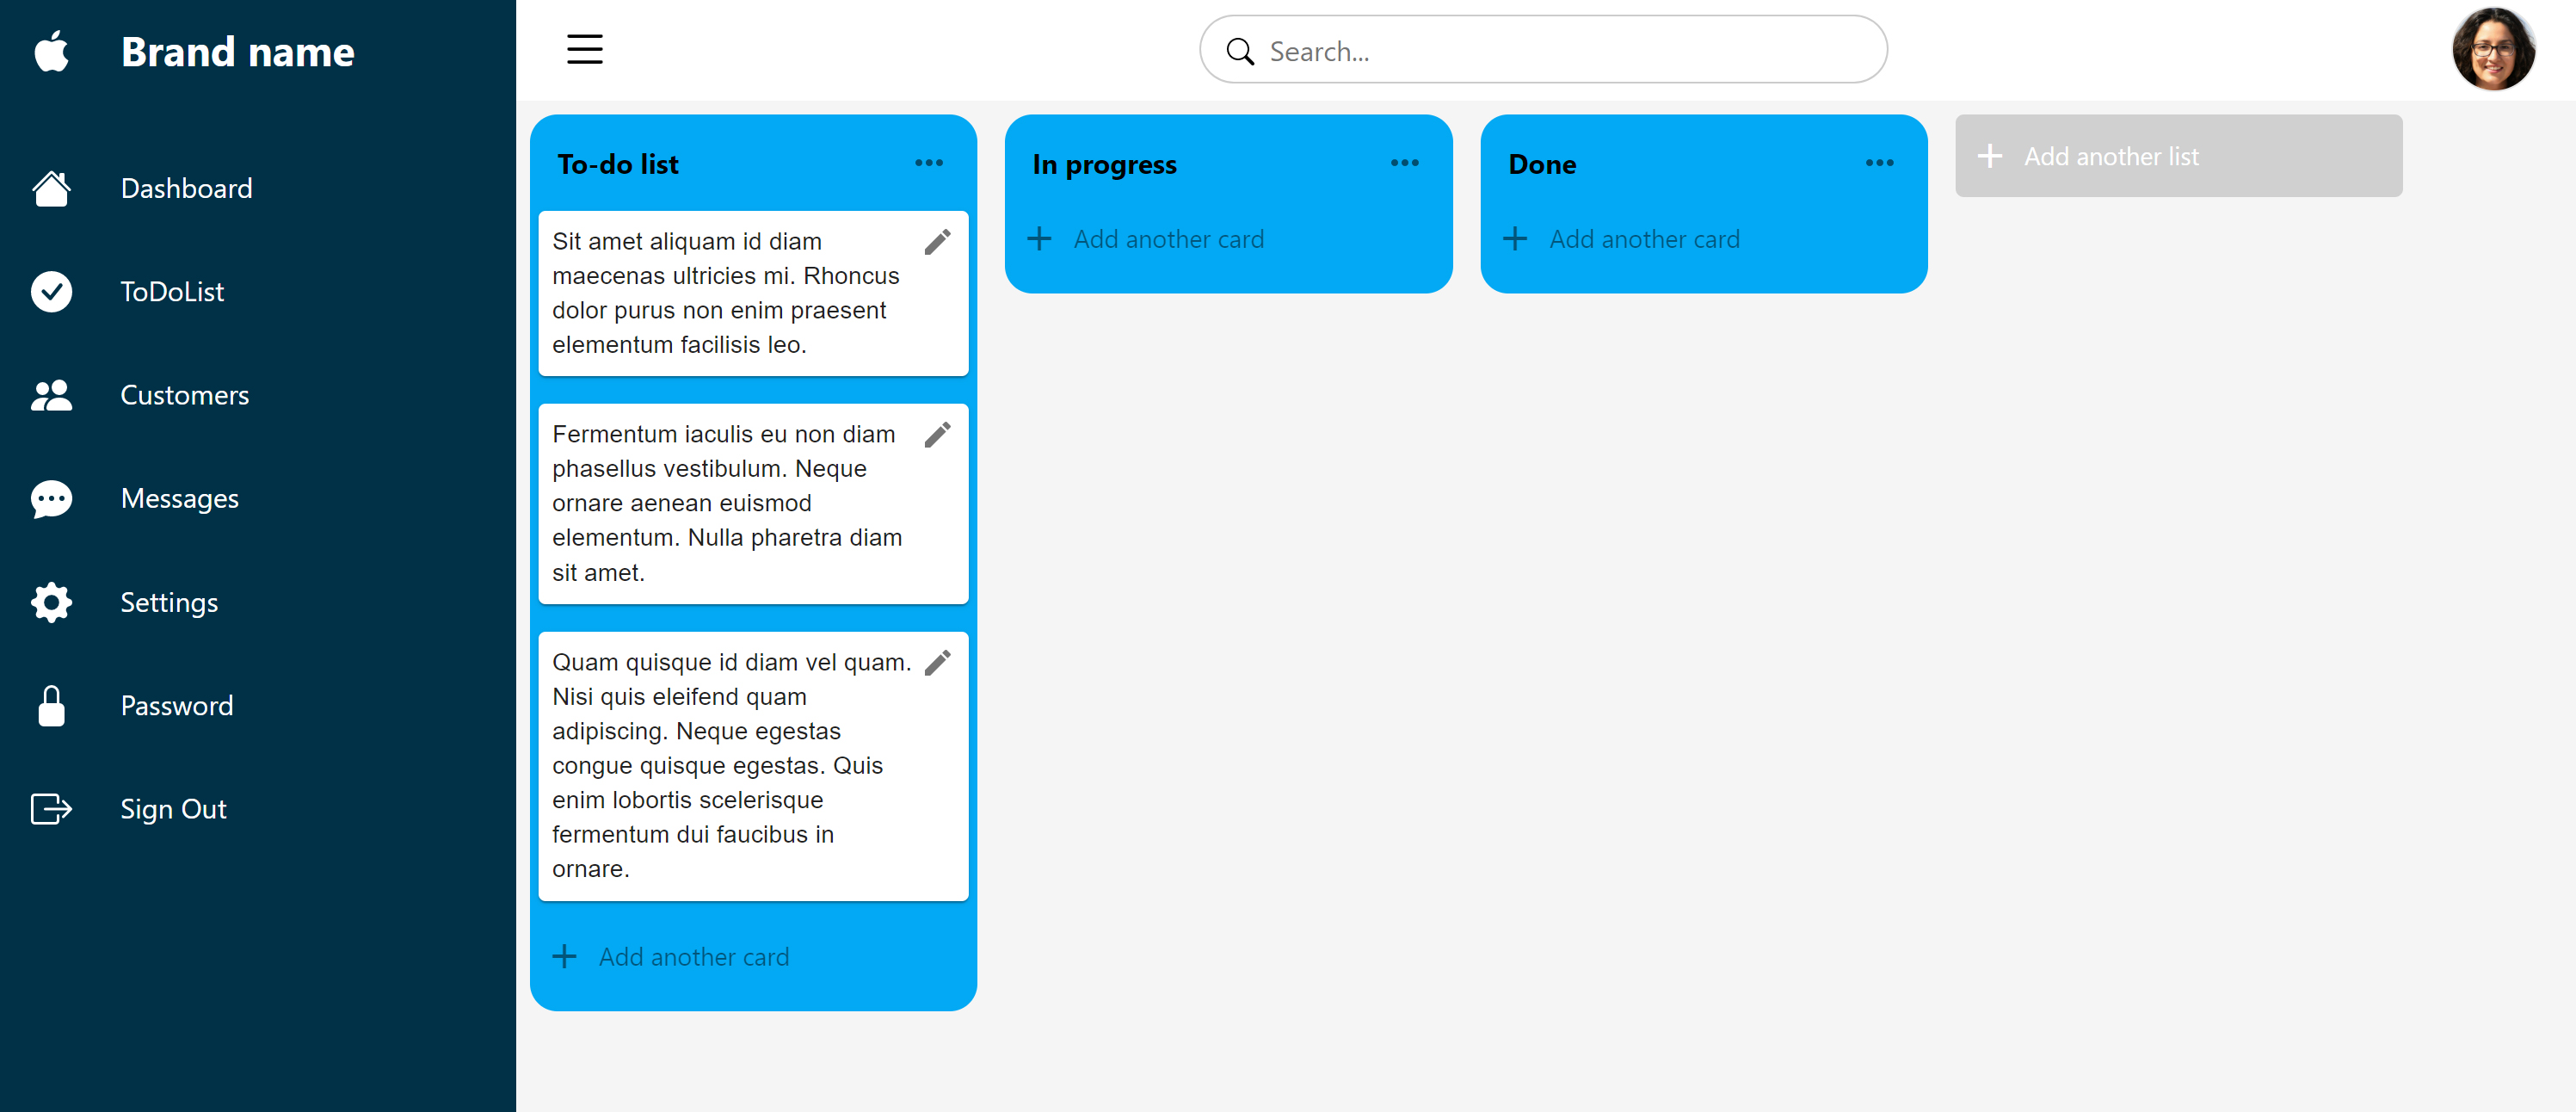 Brand name
Dashboard
ToDoList
Customers
Messages
Settings
Password
Sign Out
Search...
To-do list
Sit amet aliquam id diam
maecenas ultricies mi. Rhoncus
dolor purus non enim praesent
elementum facilisis leo.
Fermentum iaculis eu non diam
phasellus vestibulum. Neque
ornare aenean euismod
elementum. Nulla pharetra diam
sit amet.
Quam quisque id diam vel quam.
Nisi quis eleifend quam
adipiscing. Neque egestas
congue quisque egestas. Quis
enim lobortis scelerisque
fermentum dui faucibus in
ornare.
Add another card
In progress
Add another card
Done
Add another card
Add another list